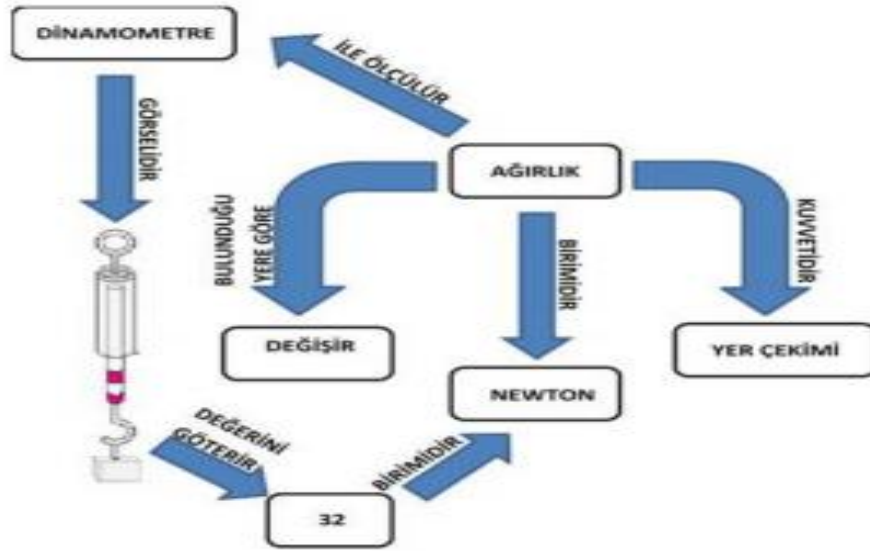 DİNAMOMETRE
İLE ÖLÇÜLÜR
GÖRSELİDİR
AĞIRLIK
BULUNDUĞU
YERE GÖRE
BİRİMİDİR
KUVVETİDİR
DEĞİŞİR
YER ÇEKİMİ
NEWTON
DEĞERİNİ
GÖTERİR
BİRİMİDİR
32